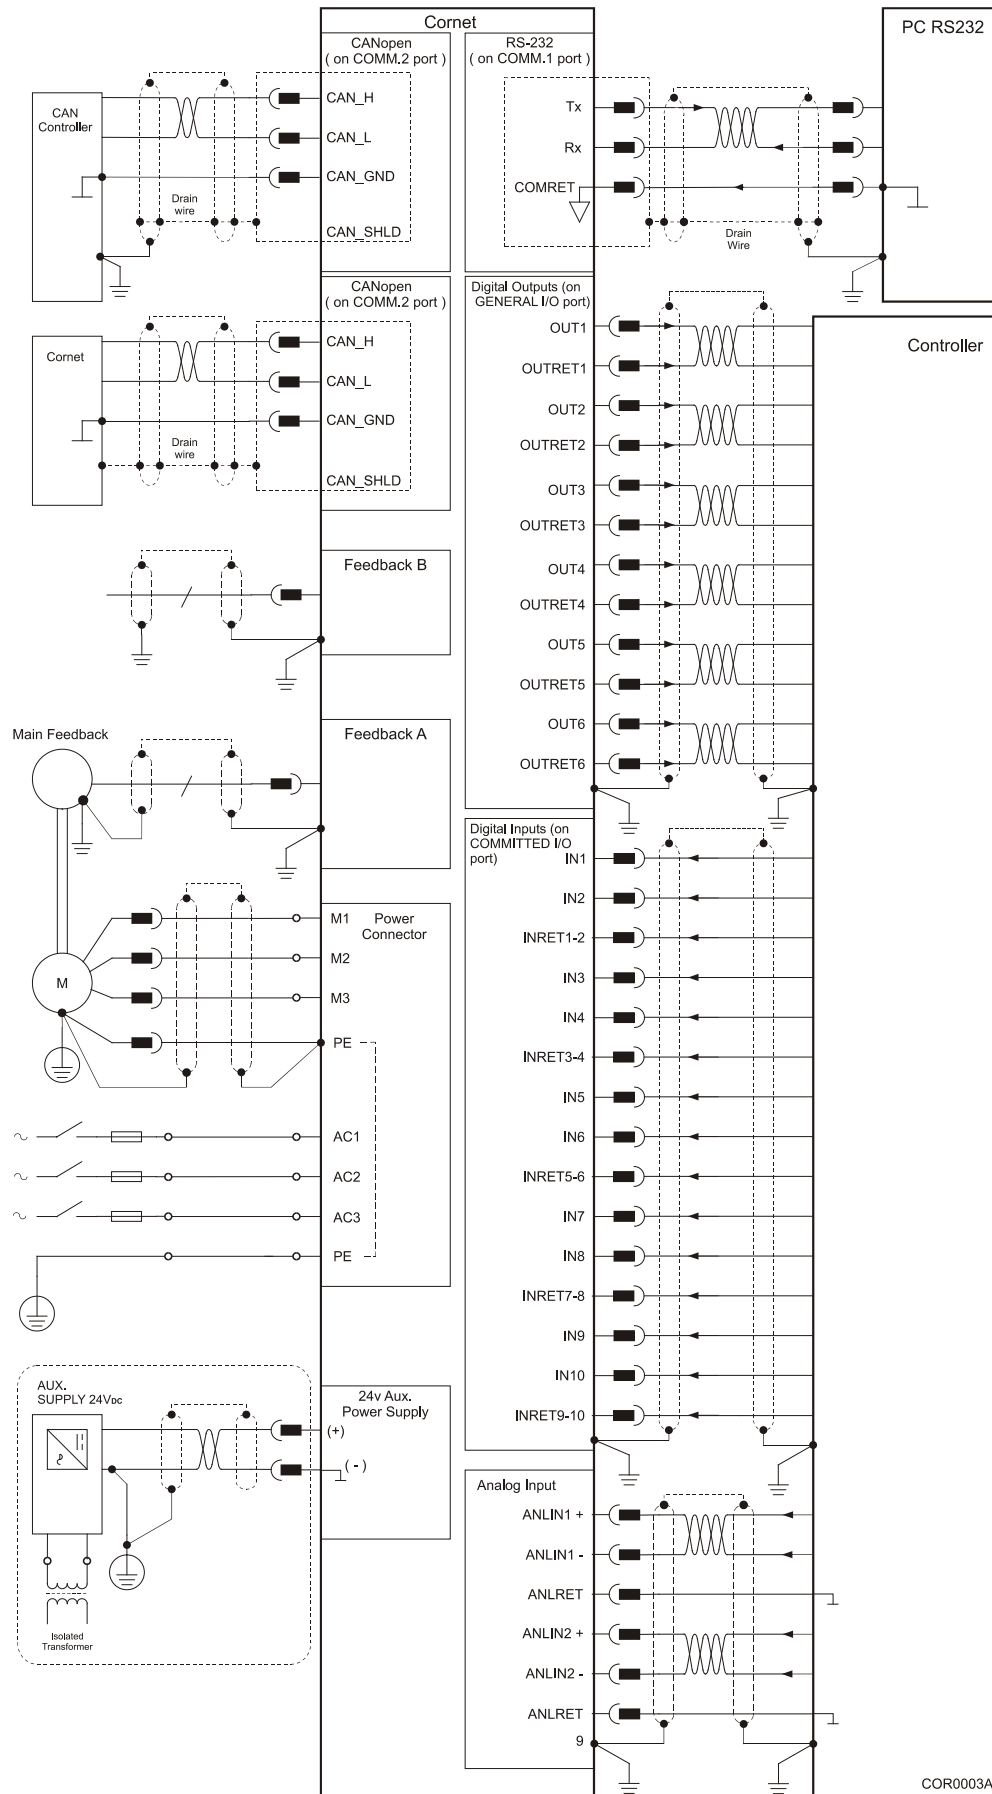 Cornet
CANopen
( on COMM.2 port )
CAN
Controller
CAN_H
CAN_L
CAN_GND
Drain
wire
CAN_SHLD
CANopen
( on COMM.2 port )
Cornet
CAN_H
CAN_L
CAN_GND
Drain
wire
CAN_SHLD
Feedback B
Main Feedback
Feedback A
M1
Power
Connector
M2
M
M3
PE
~
AC1
~
AC2
~
AC3
PE
AUX.
SUPPLY 24VDC
24v Aux.
Power Supply
(+)
( - )
Isolated
Transformer
RS-232
( on COMM.1 port )
PC RS232
Tx
Rx
COMRET
Drain
Wire
Digital Outputs (on
GENERAL I/O port)
Controller
OUT1
OUTRET1
OUT2
OUTRET2
OUT3
OUTRET3
OUT4
OUTRET4
OUT5
OUTRET5
OUT6
OUTRET6
Digital Inputs (on
COMMITTED I/O
port)
IN1
IN2
INRET1-2
IN3
IN4
INRET3-4
IN5
IN6
INRET5-6
IN7
IN8
INRET7-8
IN9
IN10
INRET9-10
Analog Input
ANLIN1 +
ANLIN1 -
ANLRET
ANLIN2 +
ANLIN2 -
ANLRET
9
COR0003A